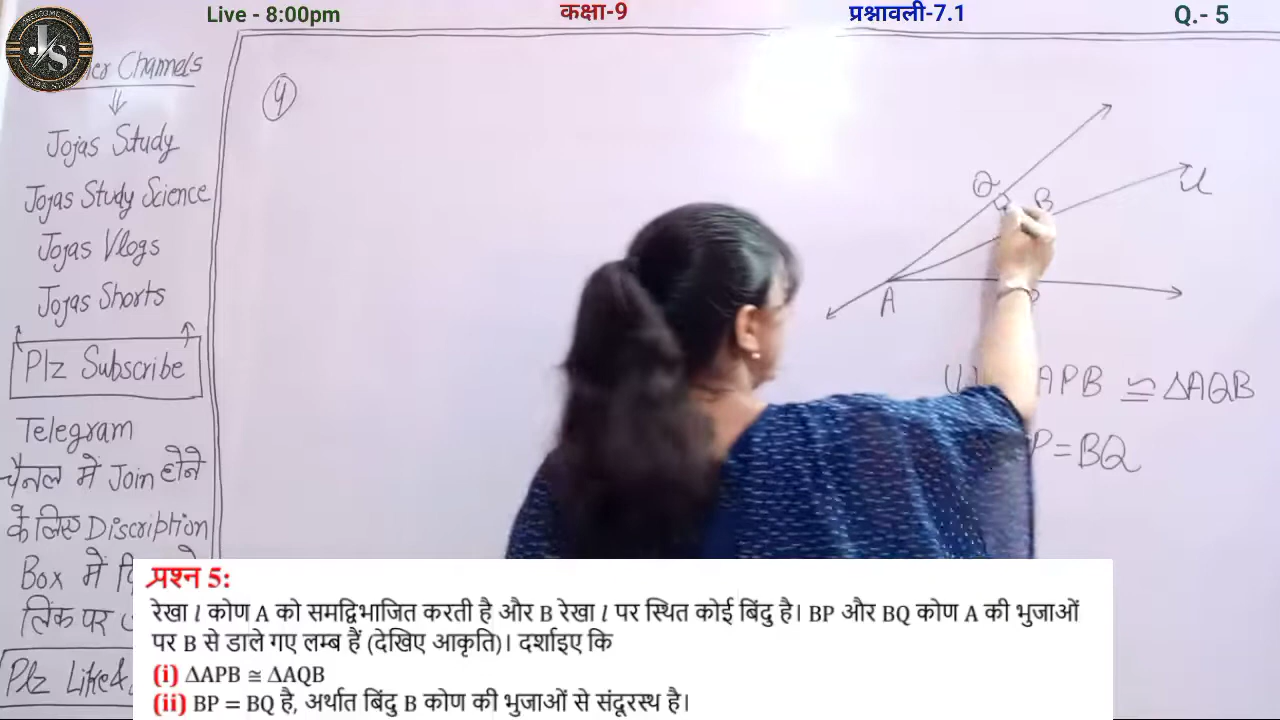 Live - 8:00pm
कक्षा-9
प्रश्नावली-7.1
Q.- 5
J/S
Channels
Jojas Study
Jojas Study Science
Jojas Vlogs
Jojas Shorts
Plz Subscribe
Telegram
चैनल में Join होने
के लिए Discription
Box में
लिंक पर
Plz Like &
Q
B
A
APB ≅ ΔAQB
P=BQ
प्रश्न 5:
रेखा l कोण A को समद्विभाजित करती है और B रेखा l पर स्थित कोई बिंदु है। BP और BQ कोण A की भुजाओं
पर B से डाले गए लम्ब हैं (देखिए आकृति)। दर्शाइए कि
(i) ΔAPB ≅ ΔAQB
(ii) BP = BQ है, अर्थात बिंदु B कोण की भुजाओं से संदूरस्थ है।